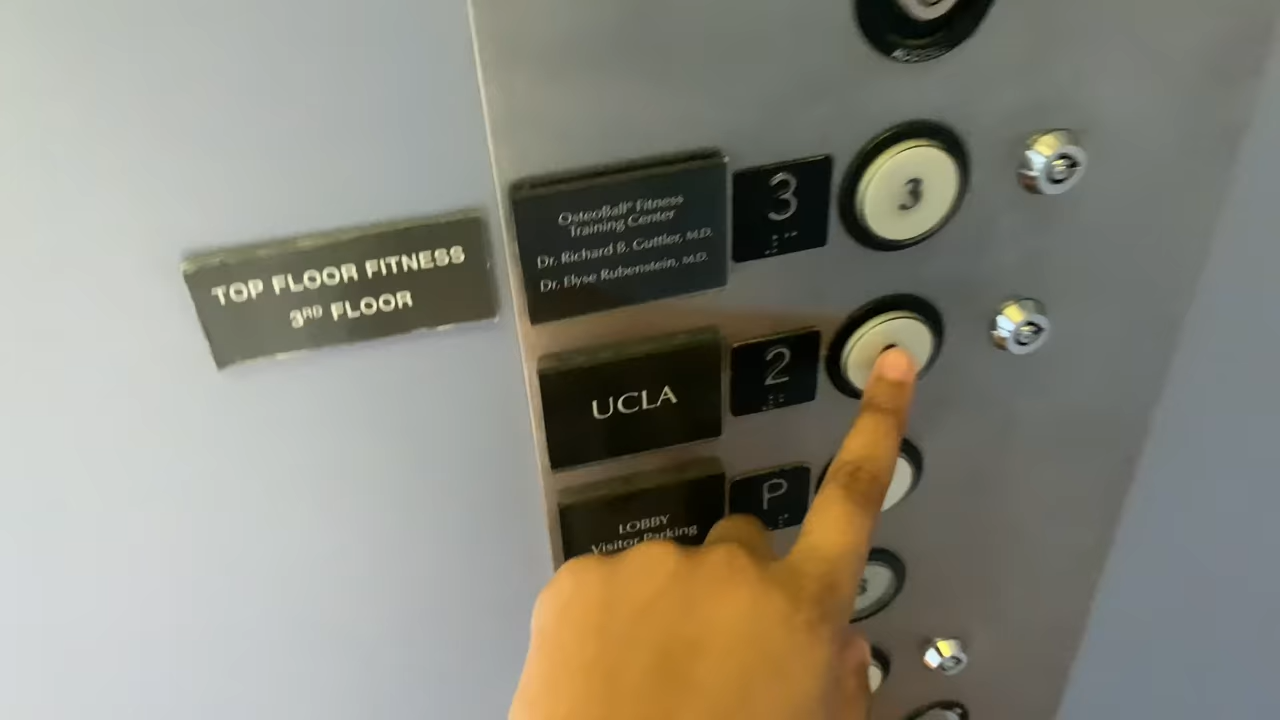 TOP FLOOR FITNESS
3RD FLOOR
OsteoBall® Fitness
Training Center
Dr. Richard B. Guttler, M.D.
Dr. Elyse Rubenstein, M.D.
3
3
UCLA
2
LOBBY
Visitor Parking
P